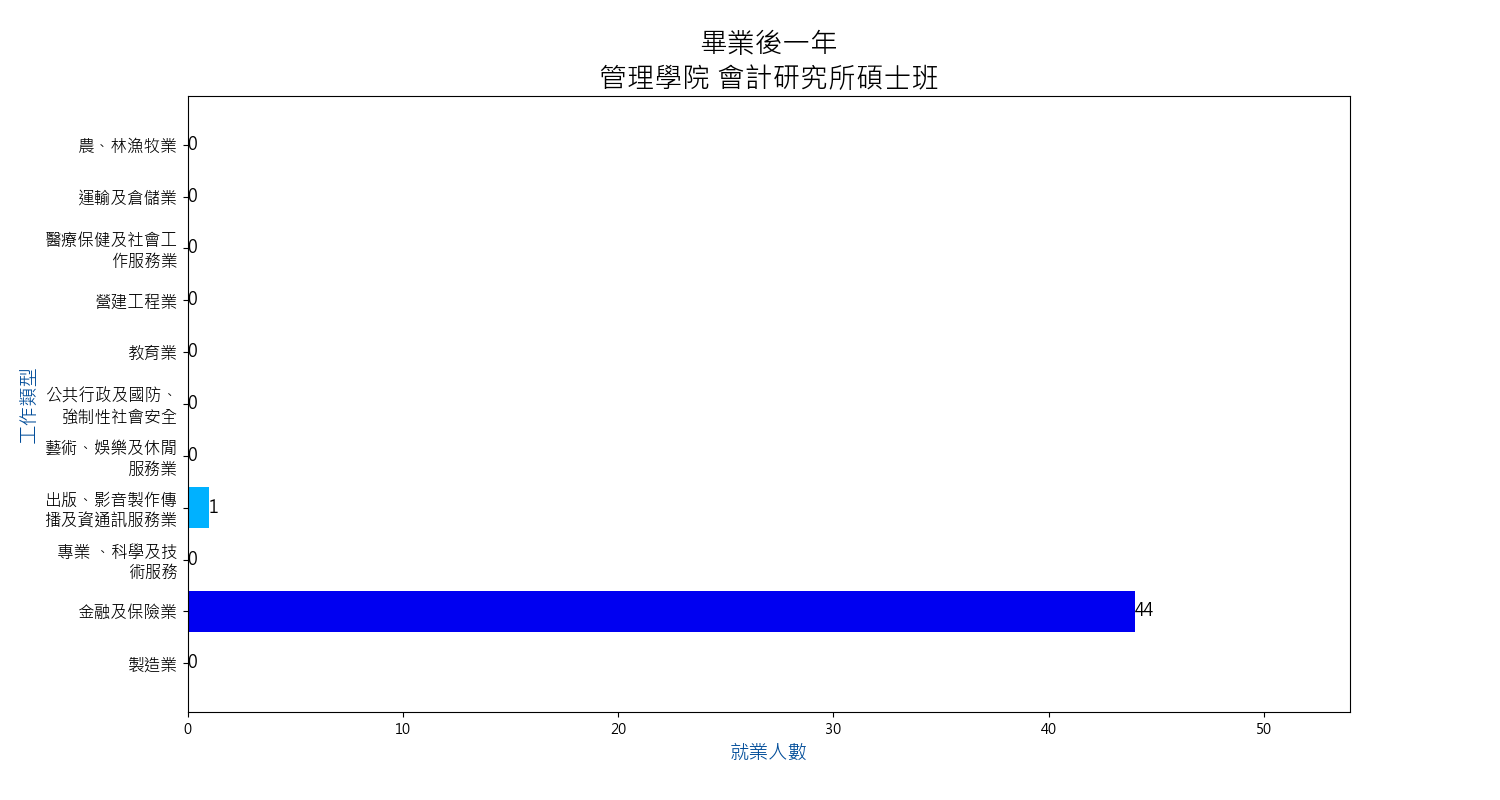 畢業後一年
管理學院 會計研究所碩士班
農、林漁牧業
0
運輸及倉儲業
0
醫療保健及社會工
作服務業
0
營建工程業
0
教育業
0
公共行政及國防、
強制性社會安全
0
藝術、娛樂及休閒
服務業
0
出版、影音製作傳
播及資通訊服務業
1
專業 、科學及技
術服務
0
金融及保險業
44
製造業
0
工作類型
0 10 20 30 40 50
就業人數